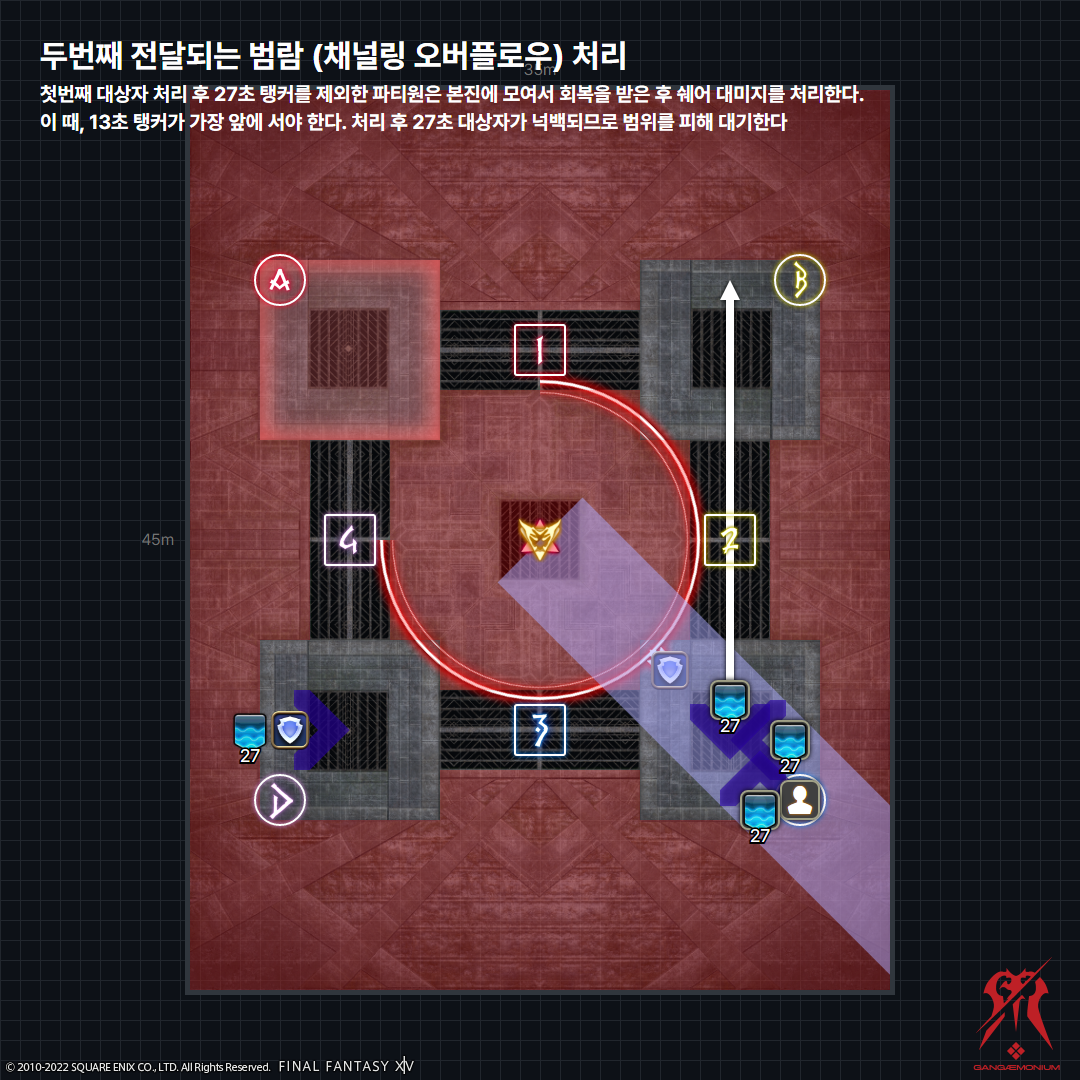 두번째 전달되는 범람 (채널링 오버플로우) 처리
35m
첫번째 대상자 처리 후 27초 탱커를 제외한 파티원은 본진에 모여서 회복을 받은 후 쉐어 대미지를 처리한다.
이 때, 13초 탱커가 가장 앞에 서야 한다. 처리 후 27초 대상자가 넉백되므로 범위를 피해 대기한다
A
B
1
45m
4
2
3
27
27
27
27
D
© 2010-2022 SQUARE ENIX CO., LTD. All Rights Reserved. FINAL FANTASY XIV
GANGÆMONIUM